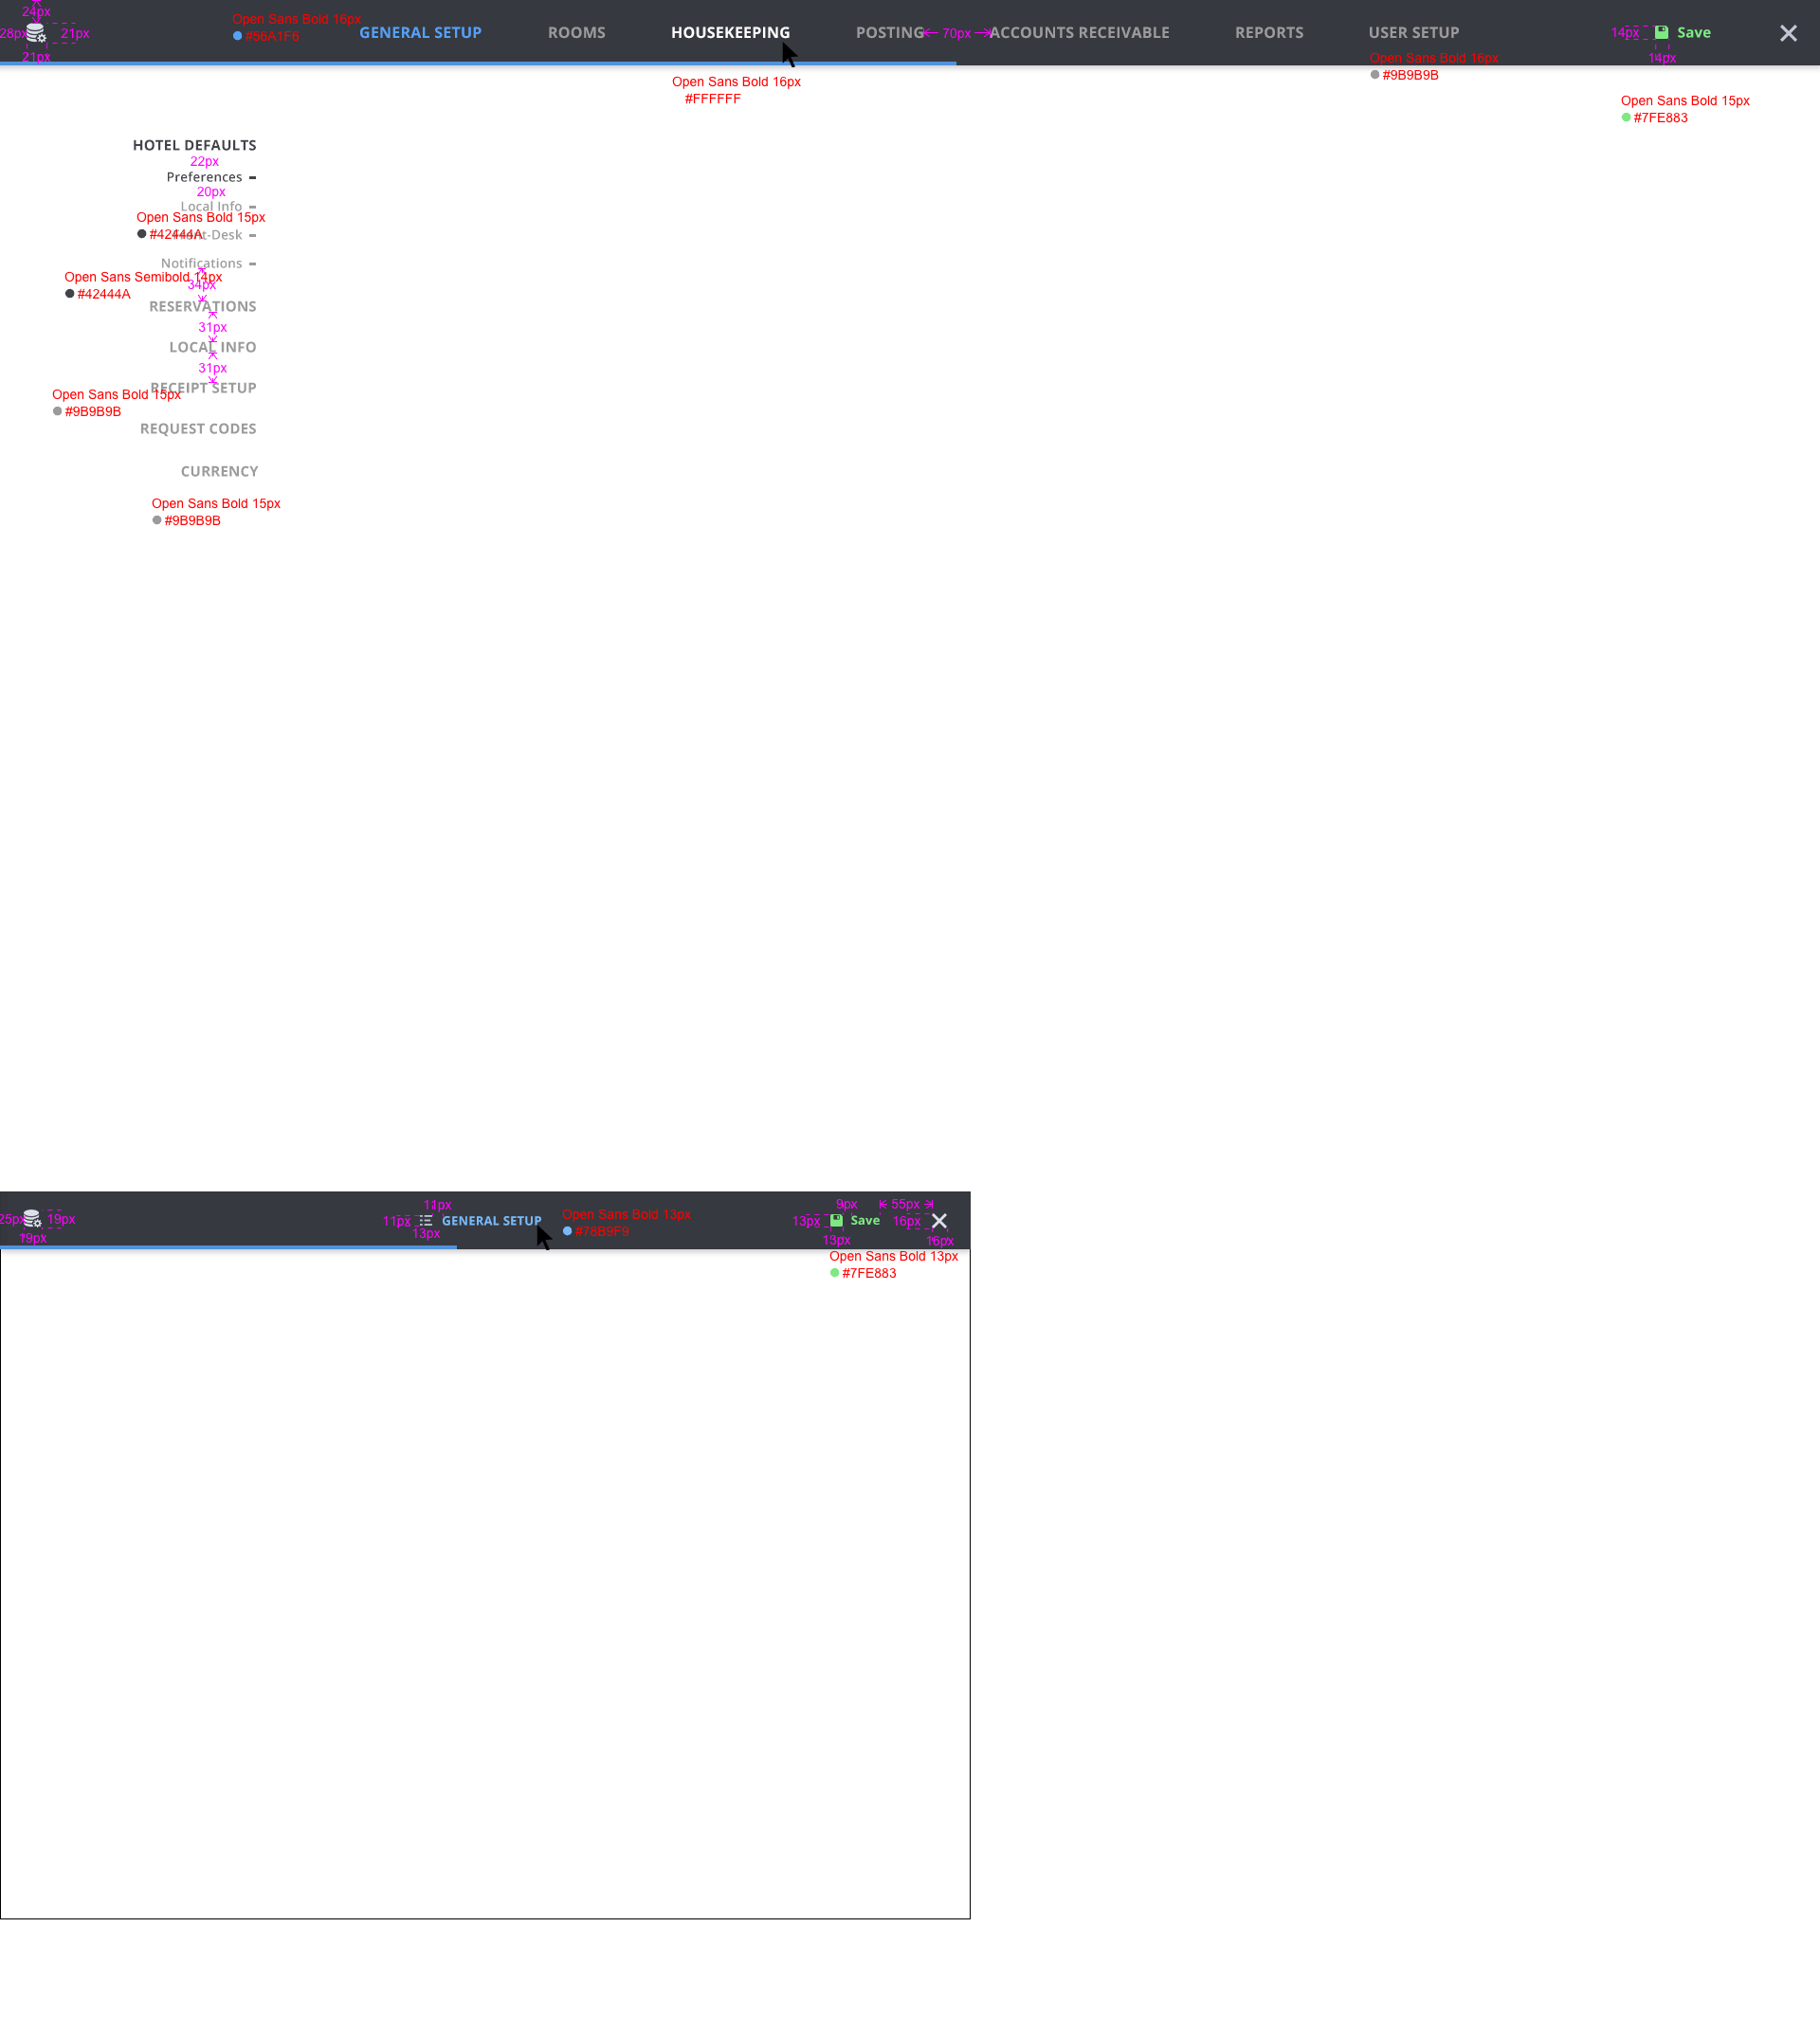 24px
Open Sans Bold 16px
#56A1F6
28px
21px
21px
GENERAL SETUP
ROOMS
HOUSEKEEPING
POSTING
70px
ACCOUNTS RECEIVABLE
REPORTS
USER SETUP
14px
Save
14px
Open Sans Bold 16px
#9B9B9B
Open Sans Bold 16px
#FFFFFF
Open Sans Bold 15px
#7FE883
HOTEL DEFAULTS
22px
Preferences
20px
Local Info
Open Sans Bold 15px
#42444A
Front-Desk
Notifications
Open Sans Semibold 14px
34px
#42444A
RESERVATIONS
31px
LOCAL INFO
31px
RECEIPT SETUP
Open Sans Bold 15px
#9B9B9B
REQUEST CODES
CURRENCY
Open Sans Bold 15px
#9B9B9B
25px
19px
19px
11px
11px
13px
GENERAL SETUP
Open Sans Bold 13px
#78B9F9
9px
55px
13px
Save
16px
13px
16px
Open Sans Bold 13px
#7FE883